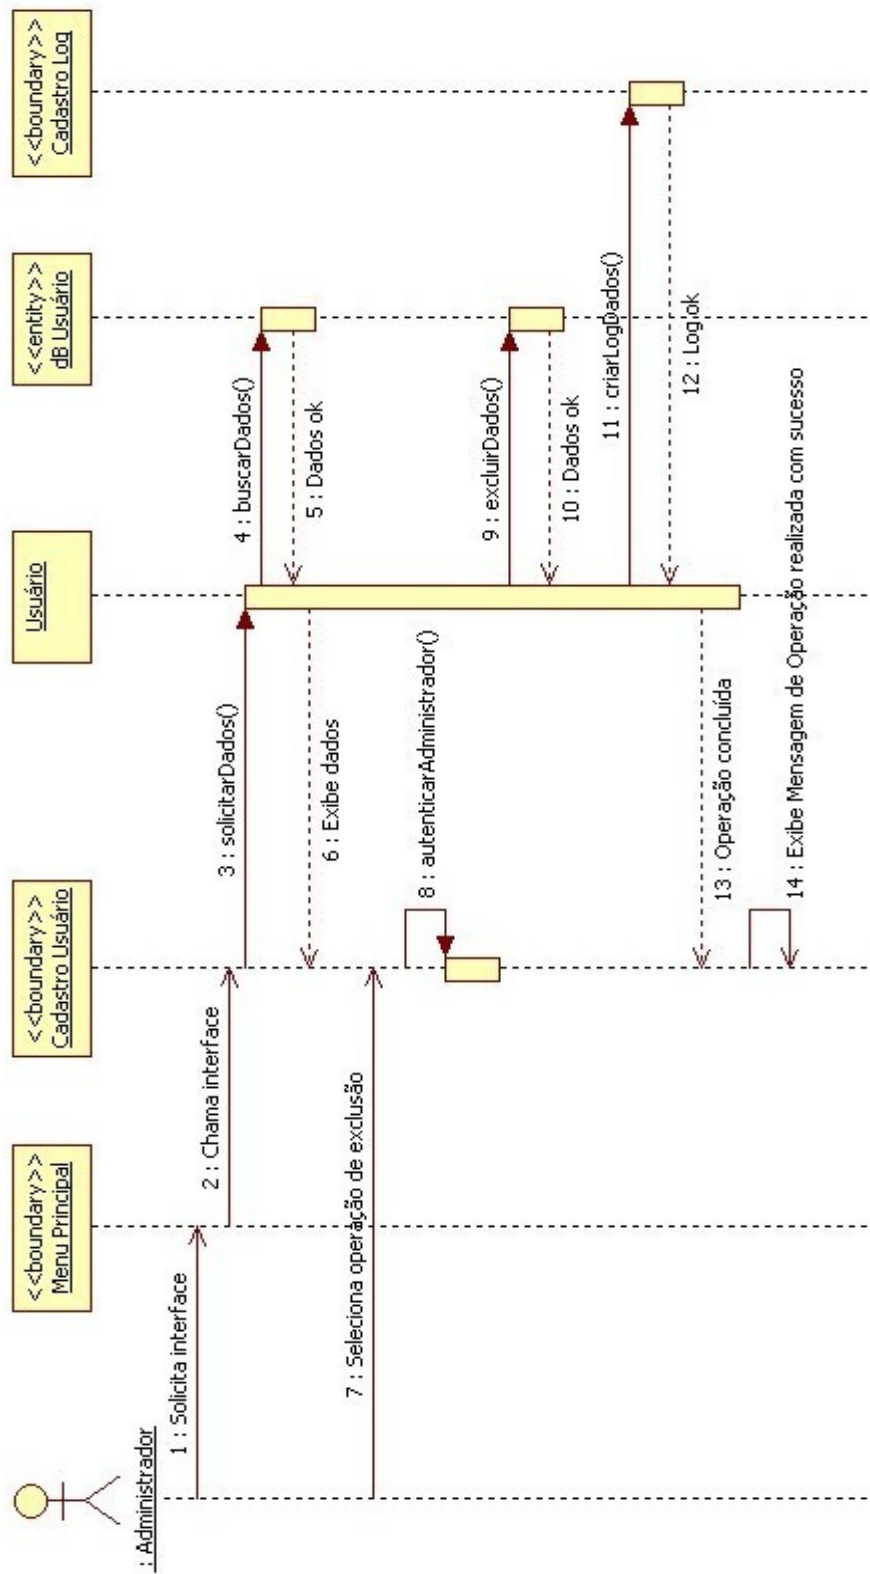 : Administrador
<<boundary>>
Menu Principal
<<boundary>>
Cadastro Usuário
Usuário
<<entity>>
dB Usuário
<<boundary>>
Cadastro Log
1 : Solicita interface
2 : Chama interface
3 : solicitarDados()
4 : buscarDados()
5 : Dados ok
6 : Exibe dados
7 : Seleciona operação de exclusão
8 : autenticarAdministrador()
9 : excluirDados()
10 : Dados ok
11 : criarLogDados()
12 : Log ok
13 : Operação concluída
14 : Exibe Mensagem de Operação realizada com sucesso